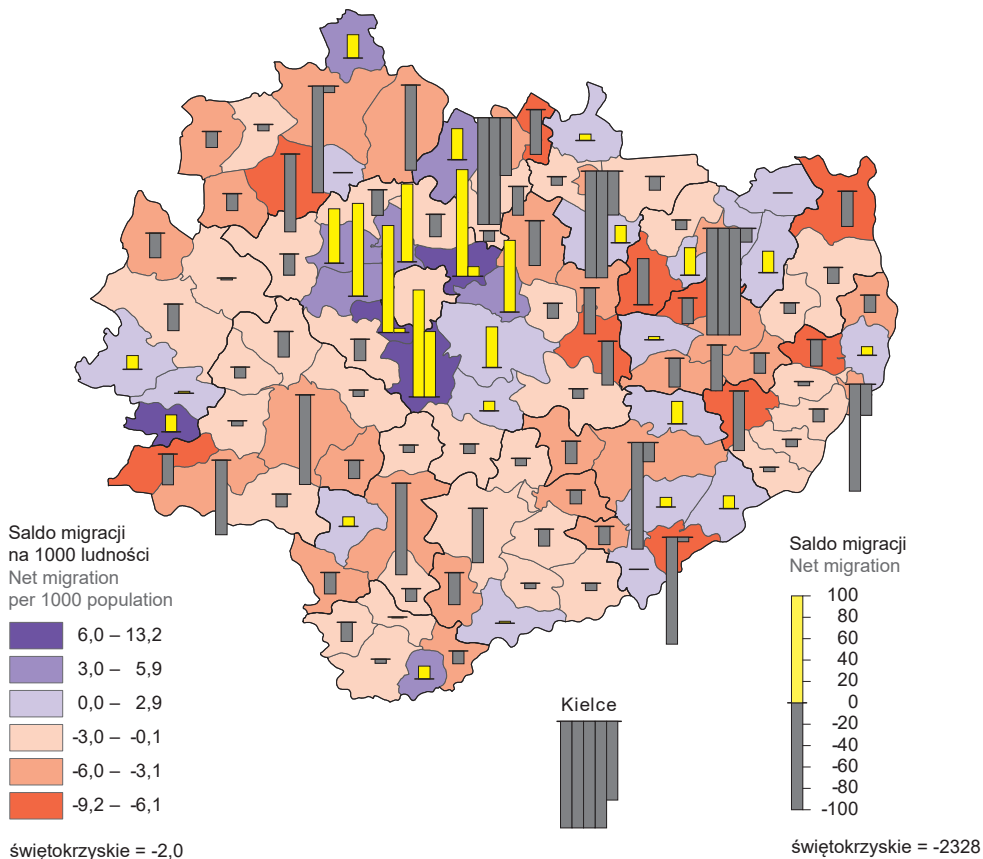 Saldo migracji
na 1000 ludności
Net migration
per 1000 population
6,0 – 13,2
3,0 – 5,9
0,0 – 2,9
-3,0 – -0,1
-6,0 – -3,1
-9,2 – -6,1
świętokrzyskie = -2,0
Kielce
Saldo migracji
Net migration
100
80
60
40
20
0
-20
-40
-60
-80
-100
świętokrzyskie = -2328